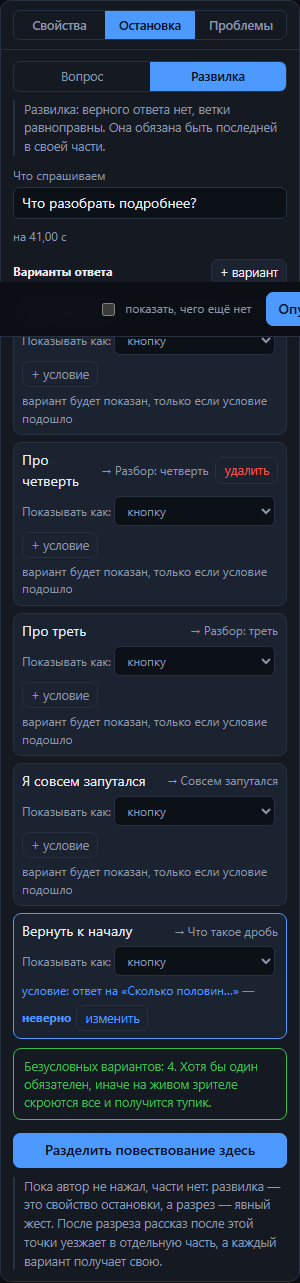 Свойства Остановка Проблемы
Вопрос Развилка
Развилка: верного ответа нет, ветки
равноправны. Она обязана быть последней
в своей части.
Что спрашиваем
Что разобрать подробнее?
на 41,00 с
Варианты ответа + вариант
показать, чего ещё нет
Показывать как: кнопку
+ условие
вариант будет показан, только если условие
подошло
Про
четверть → Разбор: четверть удалить
Показывать как: кнопку
+ условие
вариант будет показан, только если условие
подошло
Про треть → Разбор: треть
Показывать как: кнопку
+ условие
вариант будет показан, только если условие
подошло
Я совсем запутался → Совсем запутался
Показывать как: кнопку
+ условие
вариант будет показан, только если условие
подошло
Вернуть к началу → Что такое дробь
Показывать как: кнопку
условие: ответ на «Сколько половин…» —
неверно изменить
Безусловных вариантов: 4. Хотя бы один
обязателен, иначе на живом зрителе
скроются все и получится тупик.
Разделить повествование здесь
Пока автор не нажал, части нет: развилка —
это свойство остановки, а разрез — явный
жест. После разреза рассказ после этой
точки уезжает в отдельную часть, а каждый
вариант получает свою.